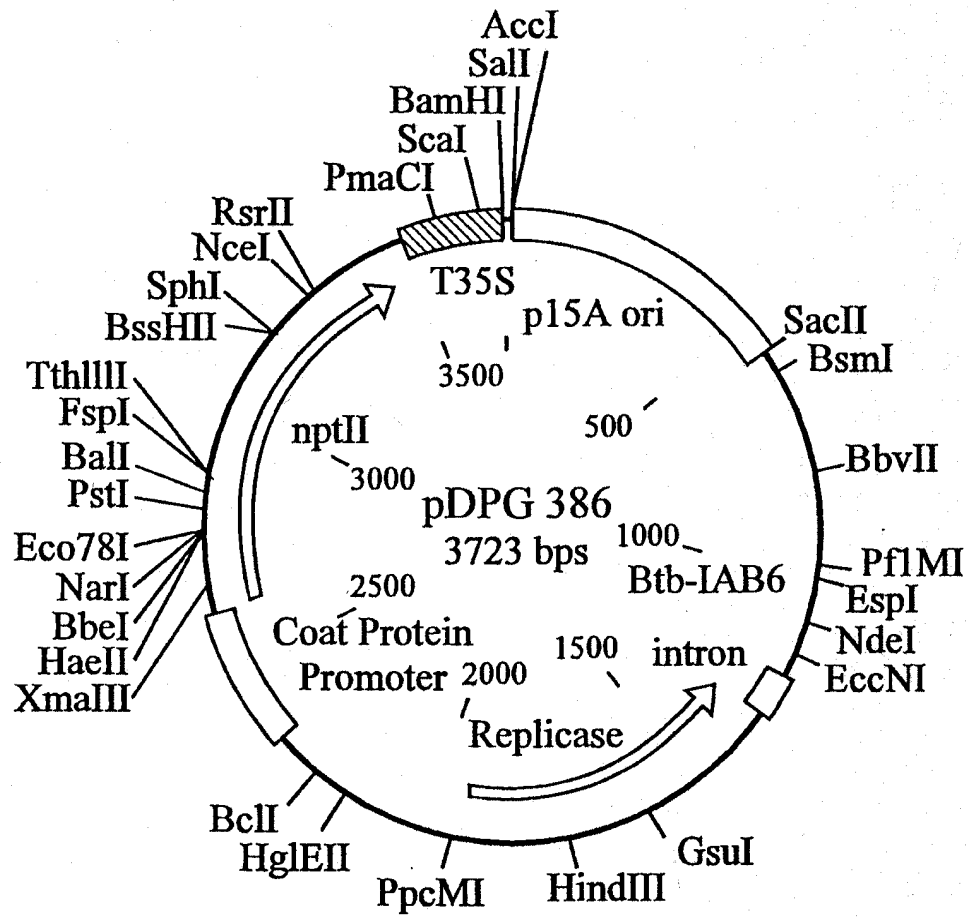 AccI
SalI
BamHI
ScaI
PmaCI
RsrII
NceI
SphI
BssHII
TthlllI
FspI
BalI
PstI
Eco78I
NarI
BbeI
HaeII
XmaIII
BclI
HglEII
PpcMI
HindIII
GsuI
EccNI
NdeI
EspI
Pf1MI
BbvII
BsmI
SacII
T35S
p15A ori
3500
500
nptII
3000
pDPG 386
3723 bps
1000
Btb-IAB6
2500
Coat Protein
Promoter
2000
1500
intron
Replicase